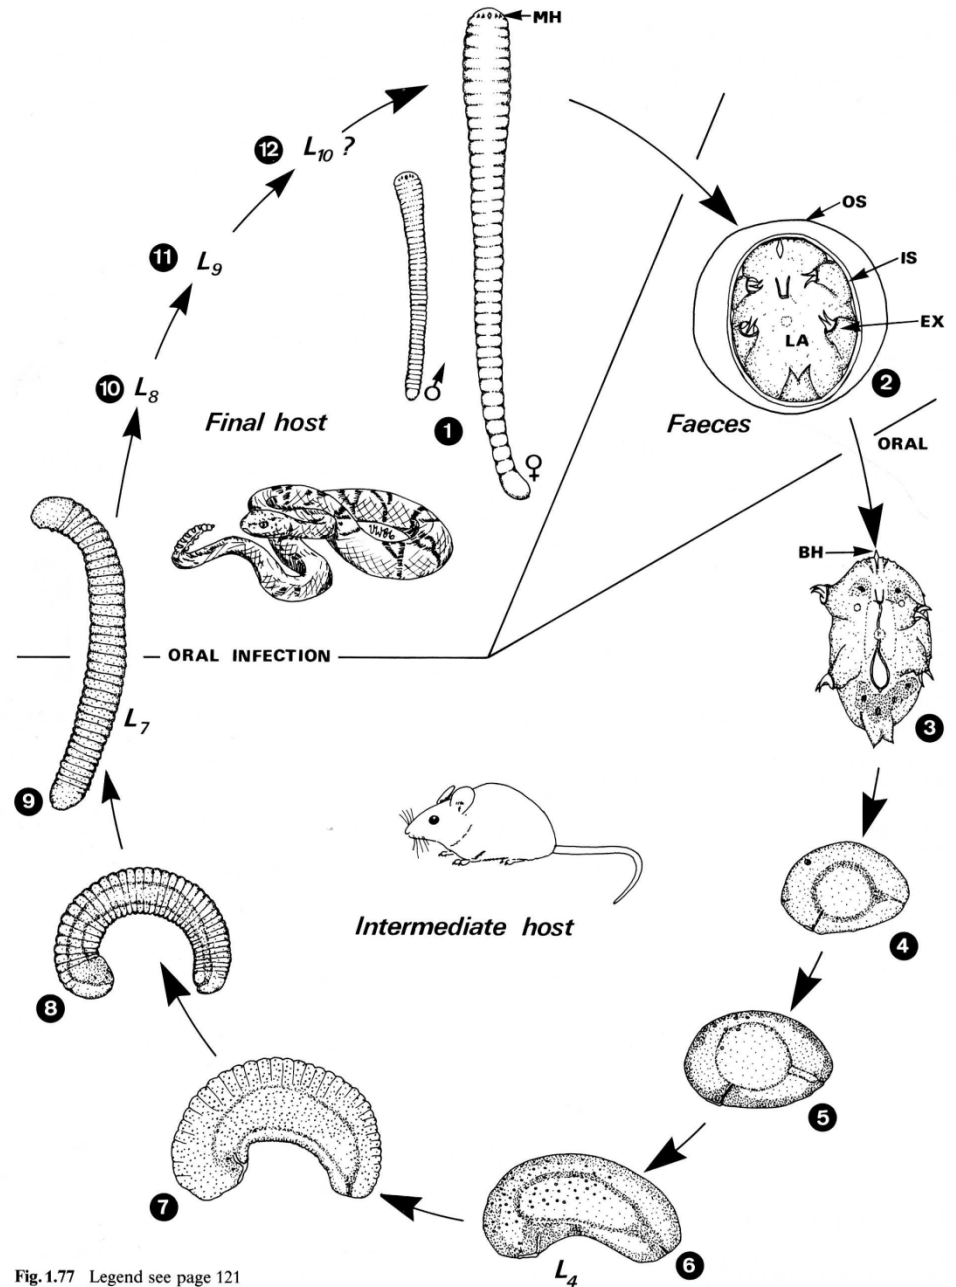 MH
12 L10 ?
OS
11 L9
IS
EX
LA
10 L8
2
♂
Final host
1
Faeces
ORAL
♀
IW86
BH
ORAL INFECTION
L7
3
9
Intermediate host
4
8
5
7
6
L4
Fig. 1.77 Legend see page 121